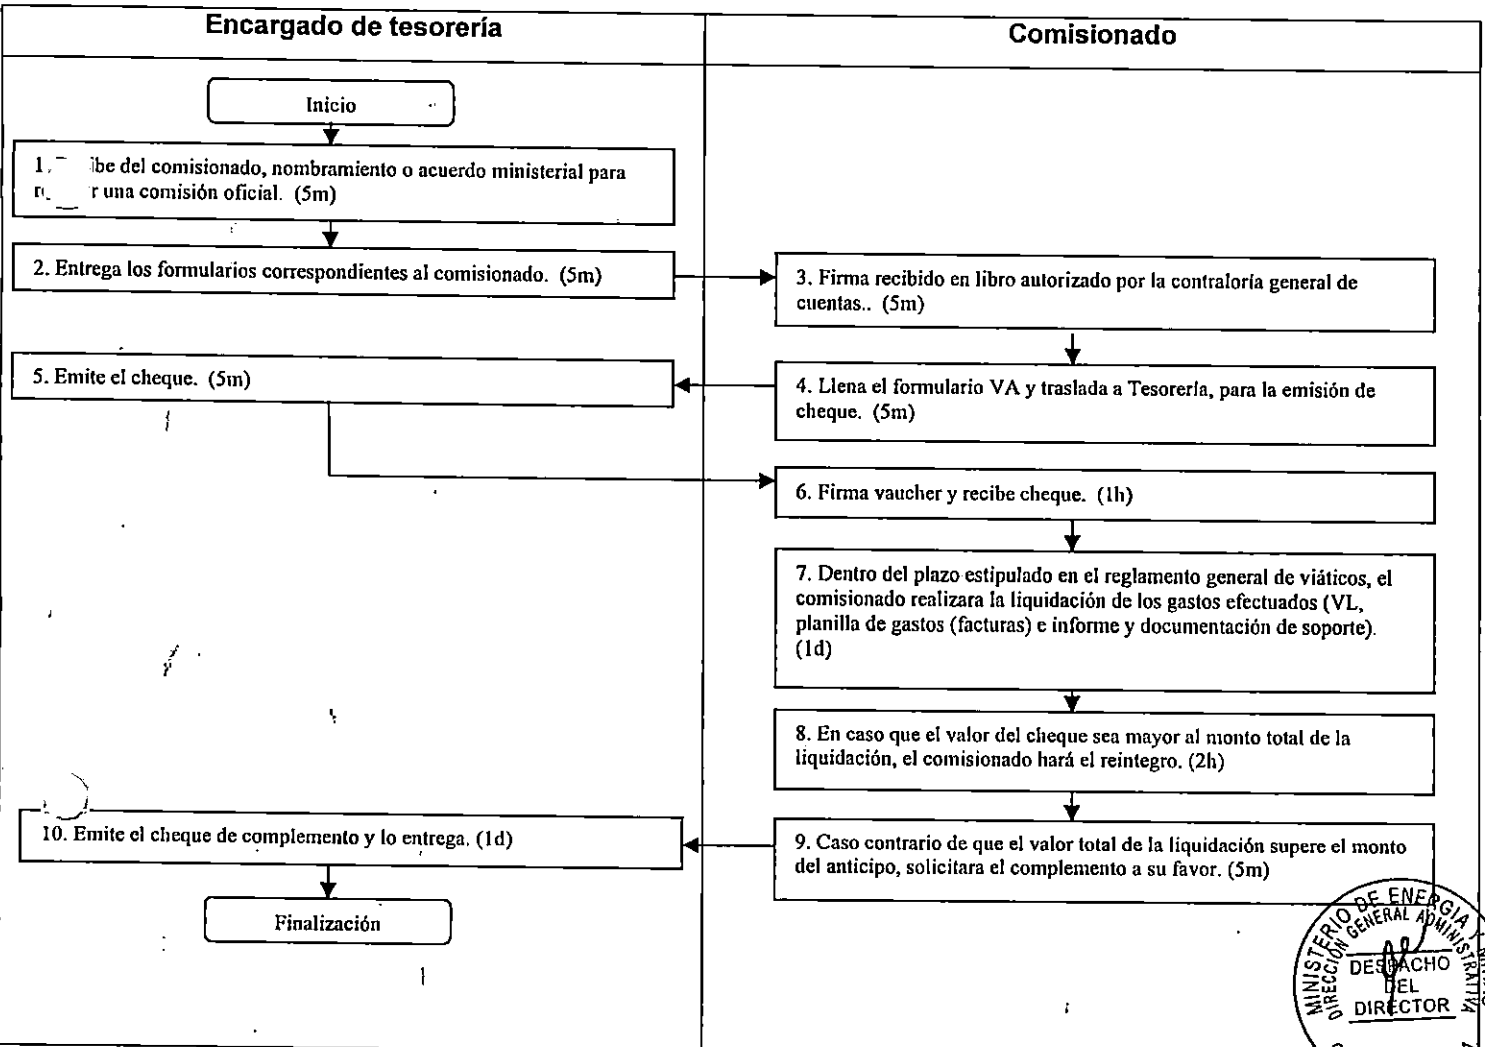 Encargado de tesorería
Comisionado
Inicio
1. ibe del comisionado, nombramiento o acuerdo ministerial para
r una comisión oficial. (5m)
2. Entrega los formularios correspondientes al comisionado. (5m)
3. Firma recibido en libro autorizado por la contraloría general de
cuentas.. (5m)
4. Llena el formulario VA y traslada a Tesorería, para la emisión de
cheque. (5m)
5. Emite el cheque. (5m)
6. Firma vaucher y recibe cheque. (1h)
7. Dentro del plazo estipulado en el reglamento general de viáticos, el
comisionado realizara la liquidación de los gastos efectuados (VL,
planilla de gastos (facturas) e informe y documentación de soporte).
(1d)
8. En caso que el valor del cheque sea mayor al monto total de la
liquidación, el comisionado hará el reintegro. (2h)
9. Caso contrario de que el valor total de la liquidación supere el monto
del anticipo, solicitara el complemento a su favor. (5m)
10. Emite el cheque de complemento y lo entrega. (1d)
Finalización
MINISTERIO DE ENERGIA Y
DIRECCIÓN GENERAL ADMINISTRATIVA
DESPACHO
DEL
DIRECTOR